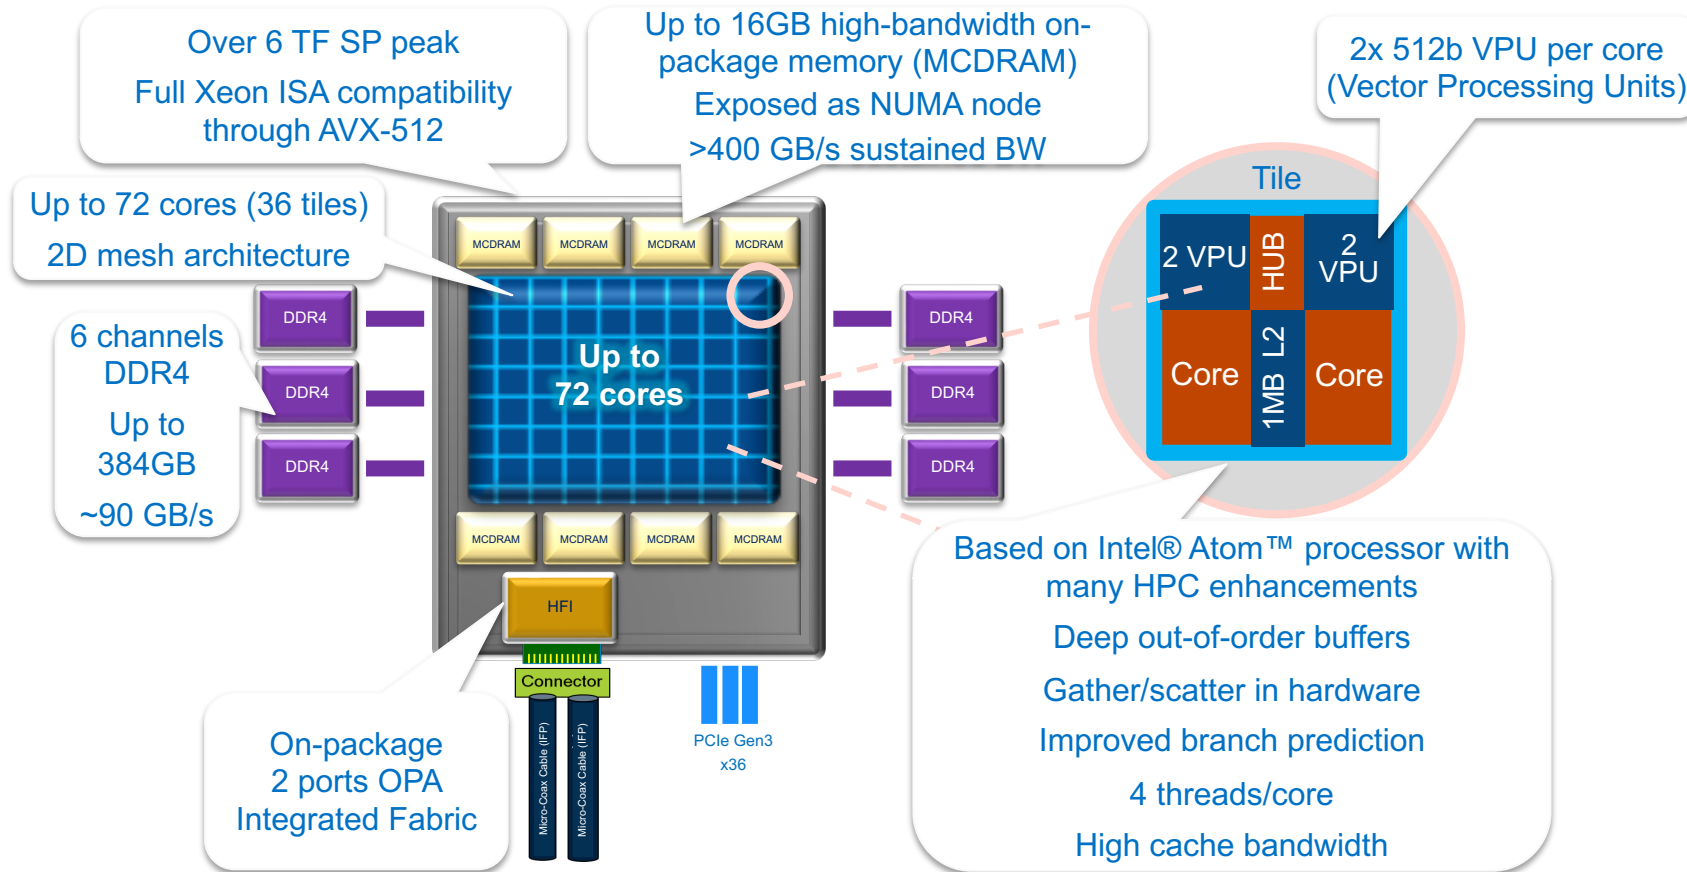 Over 6 TF SP peak
Full Xeon ISA compatibility
through AVX-512
Up to 16GB high-bandwidth on-
package memory (MCDRAM)
Exposed as NUMA node
>400 GB/s sustained BW
2x 512b VPU per core
(Vector Processing Units)
Up to 72 cores (36 tiles)
2D mesh architecture
MCDRAM
MCDRAM
MCDRAM
MCDRAM
Tile
2 VPU
HUB
2
VPU
Core
1MB L2
Core
DDR4
DDR4
DDR4
6 channels
DDR4
Up to
384GB
~90 GB/s
Up to
72 cores
DDR4
DDR4
DDR4
MCDRAM
MCDRAM
MCDRAM
MCDRAM
HFI
Connector
Micro-Coax Cable (IFP)
Micro-Coax Cable (IFP)
PCIe Gen3
x36
On-package
2 ports OPA
Integrated Fabric
Based on Intel® Atom™ processor with
many HPC enhancements
Deep out-of-order buffers
Gather/scatter in hardware
Improved branch prediction
4 threads/core
High cache bandwidth